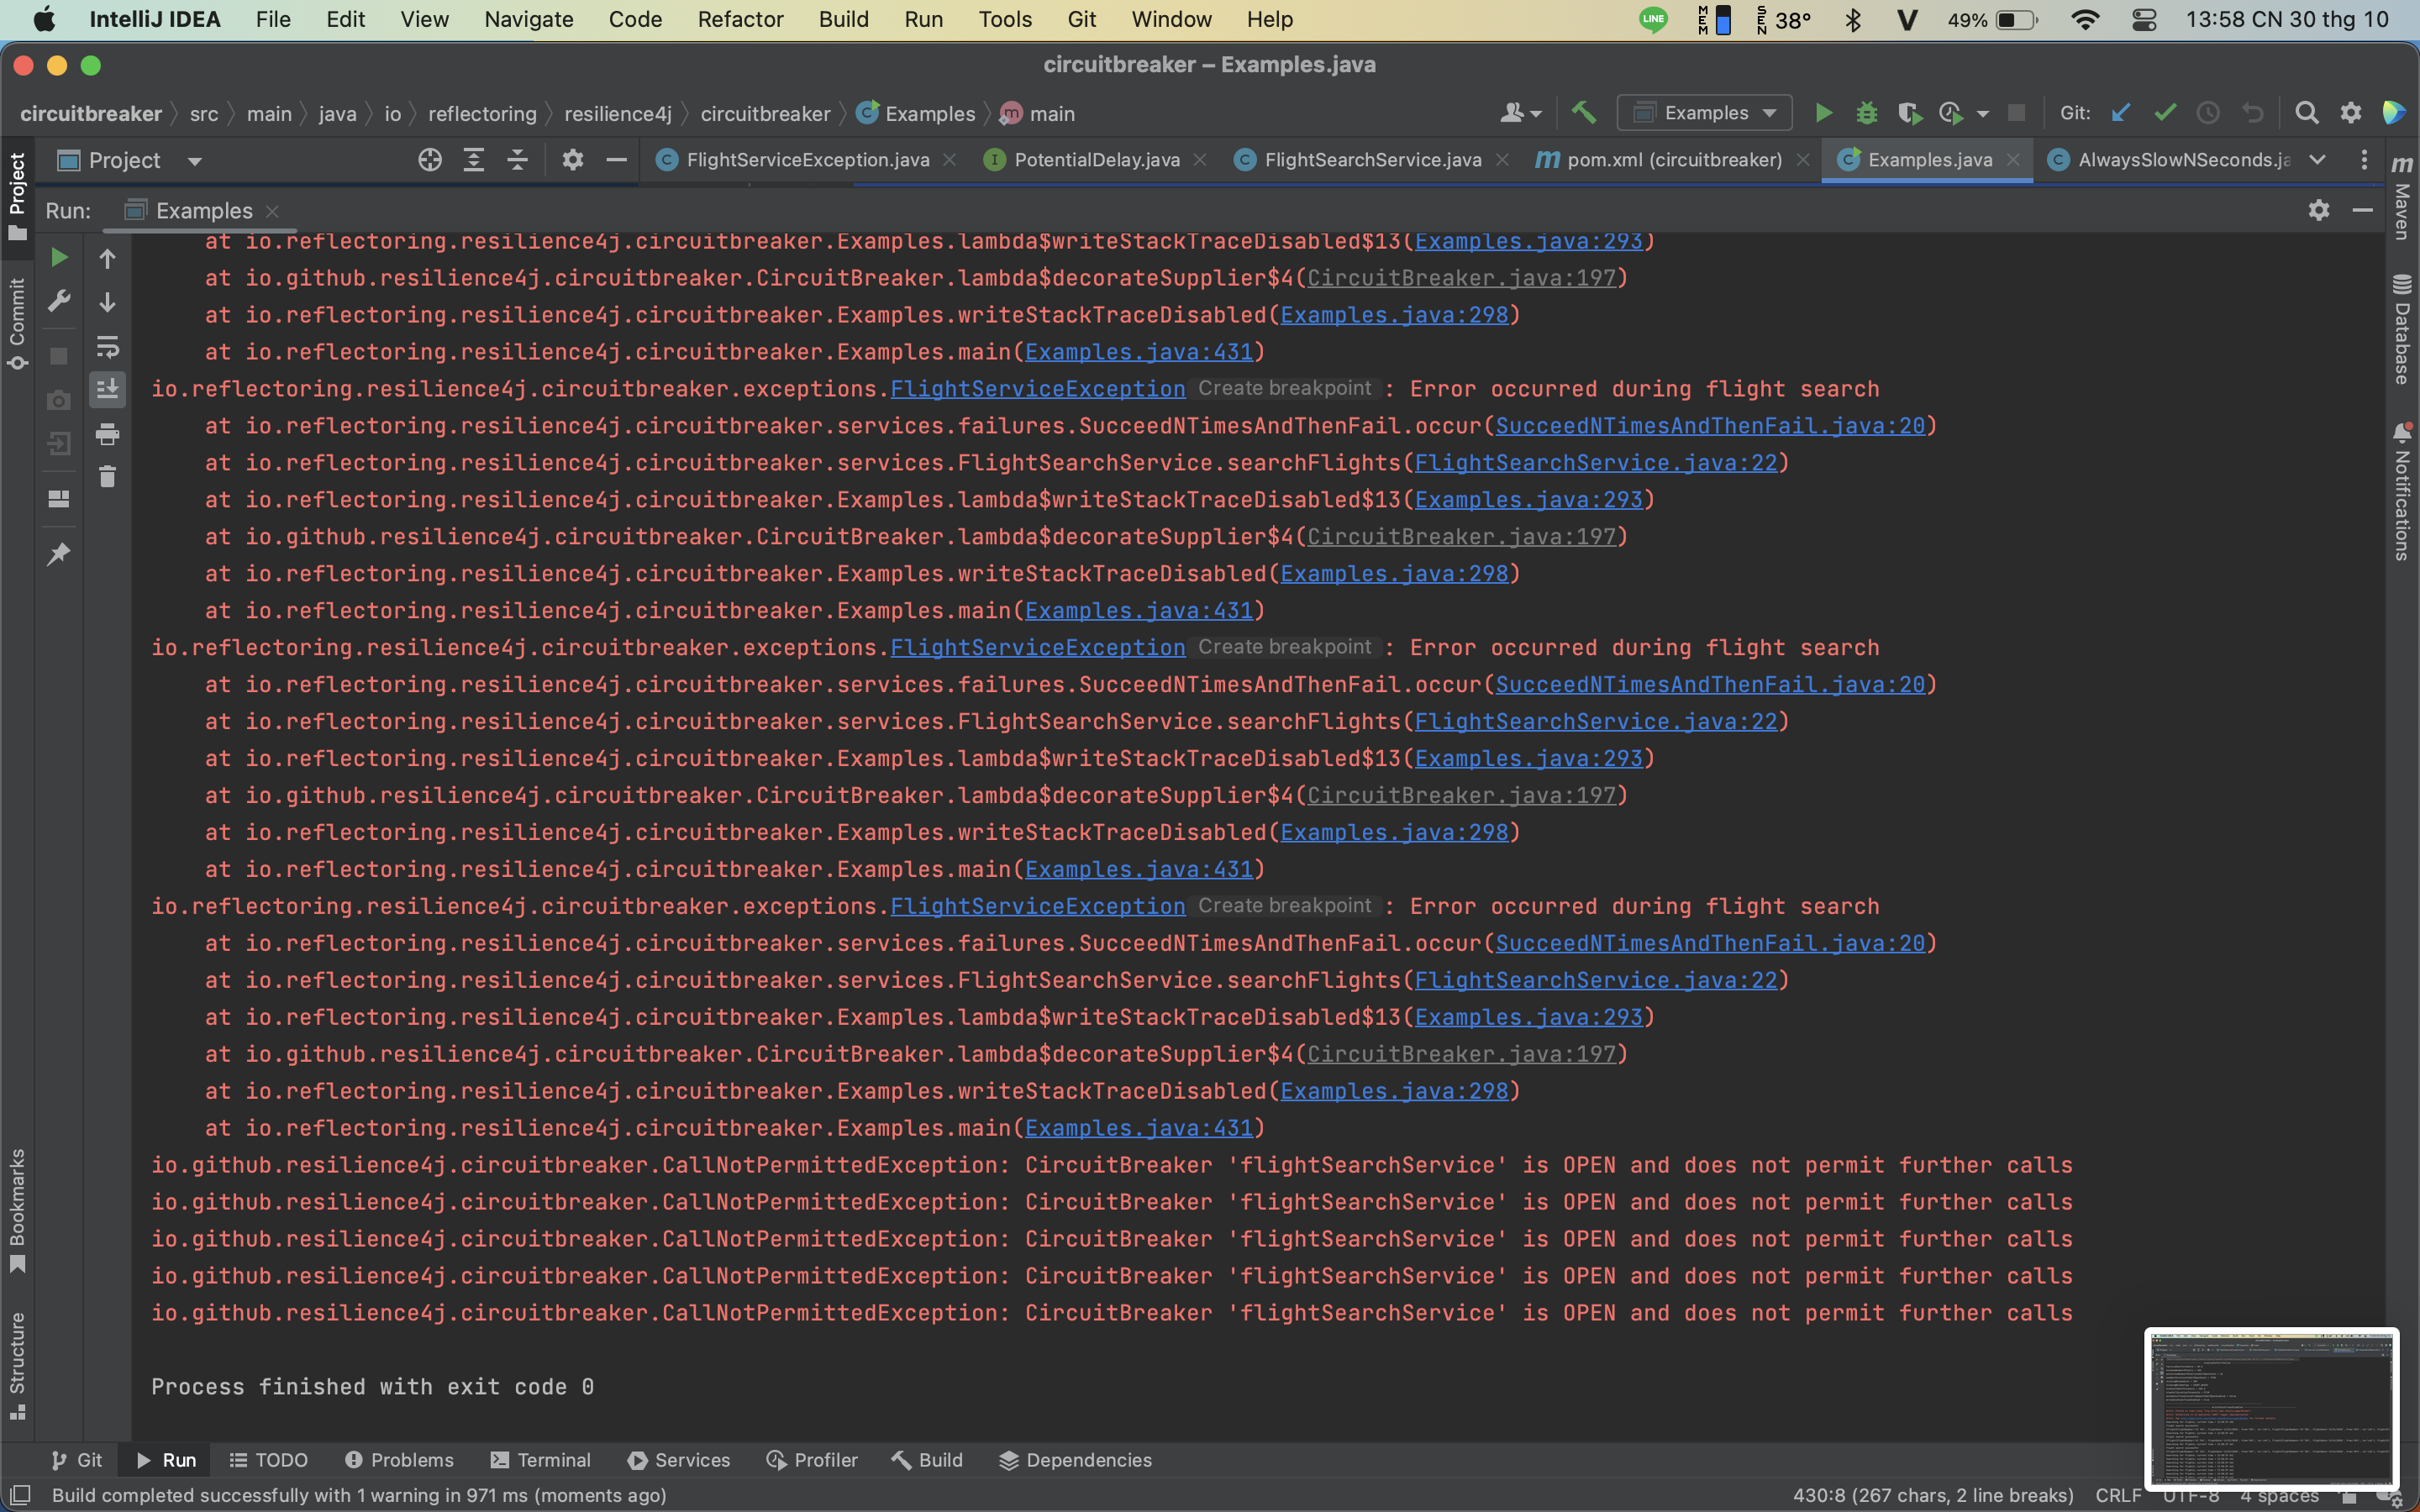 IntelliJ IDEA File Edit View Navigate Code Refactor Build Run Tools Git Window Help LINE MEM SEN 38° V 49% 13:58 CN 30 thg 10
circuitbreaker – Examples.java
circuitbreaker src main java io reflectoring resilience4j circuitbreaker Examples main Examples Git:
Project FlightServiceException.java PotentialDelay.java FlightSearchService.java pom.xml (circuitbreaker) Examples.java AlwaysSlowNSeconds.ja
Run: Examples
at io.reflectoring.resilience4j.circuitbreaker.Examples.lambda$writeStackTraceDisabled$13(Examples.java:293)
at io.github.resilience4j.circuitbreaker.CircuitBreaker.lambda$decorateSupplier$4(CircuitBreaker.java:197)
at io.reflectoring.resilience4j.circuitbreaker.Examples.writeStackTraceDisabled(Examples.java:298)
at io.reflectoring.resilience4j.circuitbreaker.Examples.main(Examples.java:431)
io.reflectoring.resilience4j.circuitbreaker.exceptions.FlightServiceException Create breakpoint : Error occurred during flight search
at io.reflectoring.resilience4j.circuitbreaker.services.failures.SucceedNTimesAndThenFail.occur(SucceedNTimesAndThenFail.java:20)
at io.reflectoring.resilience4j.circuitbreaker.services.FlightSearchService.searchFlights(FlightSearchService.java:22)
at io.reflectoring.resilience4j.circuitbreaker.Examples.lambda$writeStackTraceDisabled$13(Examples.java:293)
at io.github.resilience4j.circuitbreaker.CircuitBreaker.lambda$decorateSupplier$4(CircuitBreaker.java:197)
at io.reflectoring.resilience4j.circuitbreaker.Examples.writeStackTraceDisabled(Examples.java:298)
at io.reflectoring.resilience4j.circuitbreaker.Examples.main(Examples.java:431)
io.reflectoring.resilience4j.circuitbreaker.exceptions.FlightServiceException Create breakpoint : Error occurred during flight search
at io.reflectoring.resilience4j.circuitbreaker.services.failures.SucceedNTimesAndThenFail.occur(SucceedNTimesAndThenFail.java:20)
at io.reflectoring.resilience4j.circuitbreaker.services.FlightSearchService.searchFlights(FlightSearchService.java:22)
at io.reflectoring.resilience4j.circuitbreaker.Examples.lambda$writeStackTraceDisabled$13(Examples.java:293)
at io.github.resilience4j.circuitbreaker.CircuitBreaker.lambda$decorateSupplier$4(CircuitBreaker.java:197)
at io.reflectoring.resilience4j.circuitbreaker.Examples.writeStackTraceDisabled(Examples.java:298)
at io.reflectoring.resilience4j.circuitbreaker.Examples.main(Examples.java:431)
io.reflectoring.resilience4j.circuitbreaker.exceptions.FlightServiceException Create breakpoint : Error occurred during flight search
at io.reflectoring.resilience4j.circuitbreaker.services.failures.SucceedNTimesAndThenFail.occur(SucceedNTimesAndThenFail.java:20)
at io.reflectoring.resilience4j.circuitbreaker.services.FlightSearchService.searchFlights(FlightSearchService.java:22)
at io.reflectoring.resilience4j.circuitbreaker.Examples.lambda$writeStackTraceDisabled$13(Examples.java:293)
at io.github.resilience4j.circuitbreaker.CircuitBreaker.lambda$decorateSupplier$4(CircuitBreaker.java:197)
at io.reflectoring.resilience4j.circuitbreaker.Examples.writeStackTraceDisabled(Examples.java:298)
at io.reflectoring.resilience4j.circuitbreaker.Examples.main(Examples.java:431)
io.github.resilience4j.circuitbreaker.CallNotPermittedException: CircuitBreaker 'flightSearchService' is OPEN and does not permit further calls
io.github.resilience4j.circuitbreaker.CallNotPermittedException: CircuitBreaker 'flightSearchService' is OPEN and does not permit further calls
io.github.resilience4j.circuitbreaker.CallNotPermittedException: CircuitBreaker 'flightSearchService' is OPEN and does not permit further calls
io.github.resilience4j.circuitbreaker.CallNotPermittedException: CircuitBreaker 'flightSearchService' is OPEN and does not permit further calls
io.github.resilience4j.circuitbreaker.CallNotPermittedException: CircuitBreaker 'flightSearchService' is OPEN and does not permit further calls
Process finished with exit code 0
Project
Commit
Bookmarks
Structure
Maven
Database
Notifications
Git Run TODO Problems Terminal Services Profiler Build Dependencies
Build completed successfully with 1 warning in 971 ms (moments ago) 430:8 (267 chars, 2 line breaks) CRLF UTF-8 4 spaces